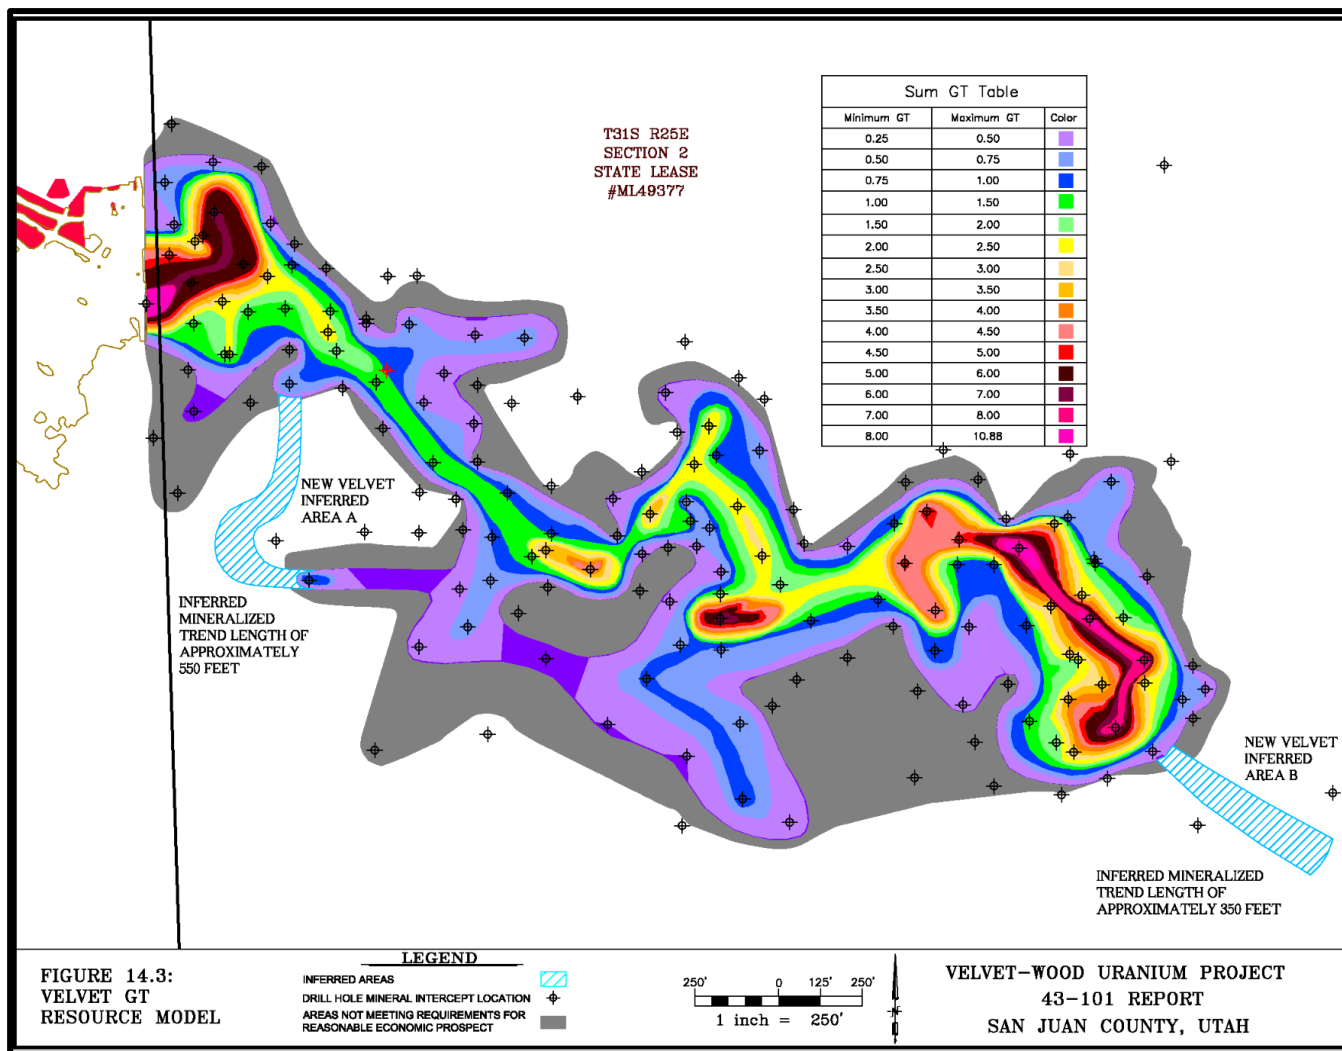 T31S R25E
SECTION 2
STATE LEASE
#ML49377
Sum GT Table
Minimum GT Maximum GT Color
0.25 0.50
0.50 0.75
0.75 1.00
1.00 1.50
1.50 2.00
2.00 2.50
2.50 3.00
3.00 3.50
3.50 4.00
4.00 4.50
4.50 5.00
5.00 6.00
6.00 7.00
7.00 8.00
8.00 10.88
NEW VELVET
INFERRED
AREA A
INFERRED
MINERALIZED
TREND LENGTH OF
APPROXIMATELY
550 FEET
NEW VELVET
INFERRED
AREA B
INFERRED MINERALIZED
TREND LENGTH OF
APPROXIMATELY 350 FEET
FIGURE 14.3:
VELVET GT
RESOURCE MODEL
LEGEND
INFERRED AREAS
DRILL HOLE MINERAL INTERCEPT LOCATION
AREAS NOT MEETING REQUIREMENTS FOR
REASONABLE ECONOMIC PROSPECT
250' 0 125' 250'
1 inch = 250'
N
VELVET-WOOD URANIUM PROJECT
43-101 REPORT
SAN JUAN COUNTY, UTAH